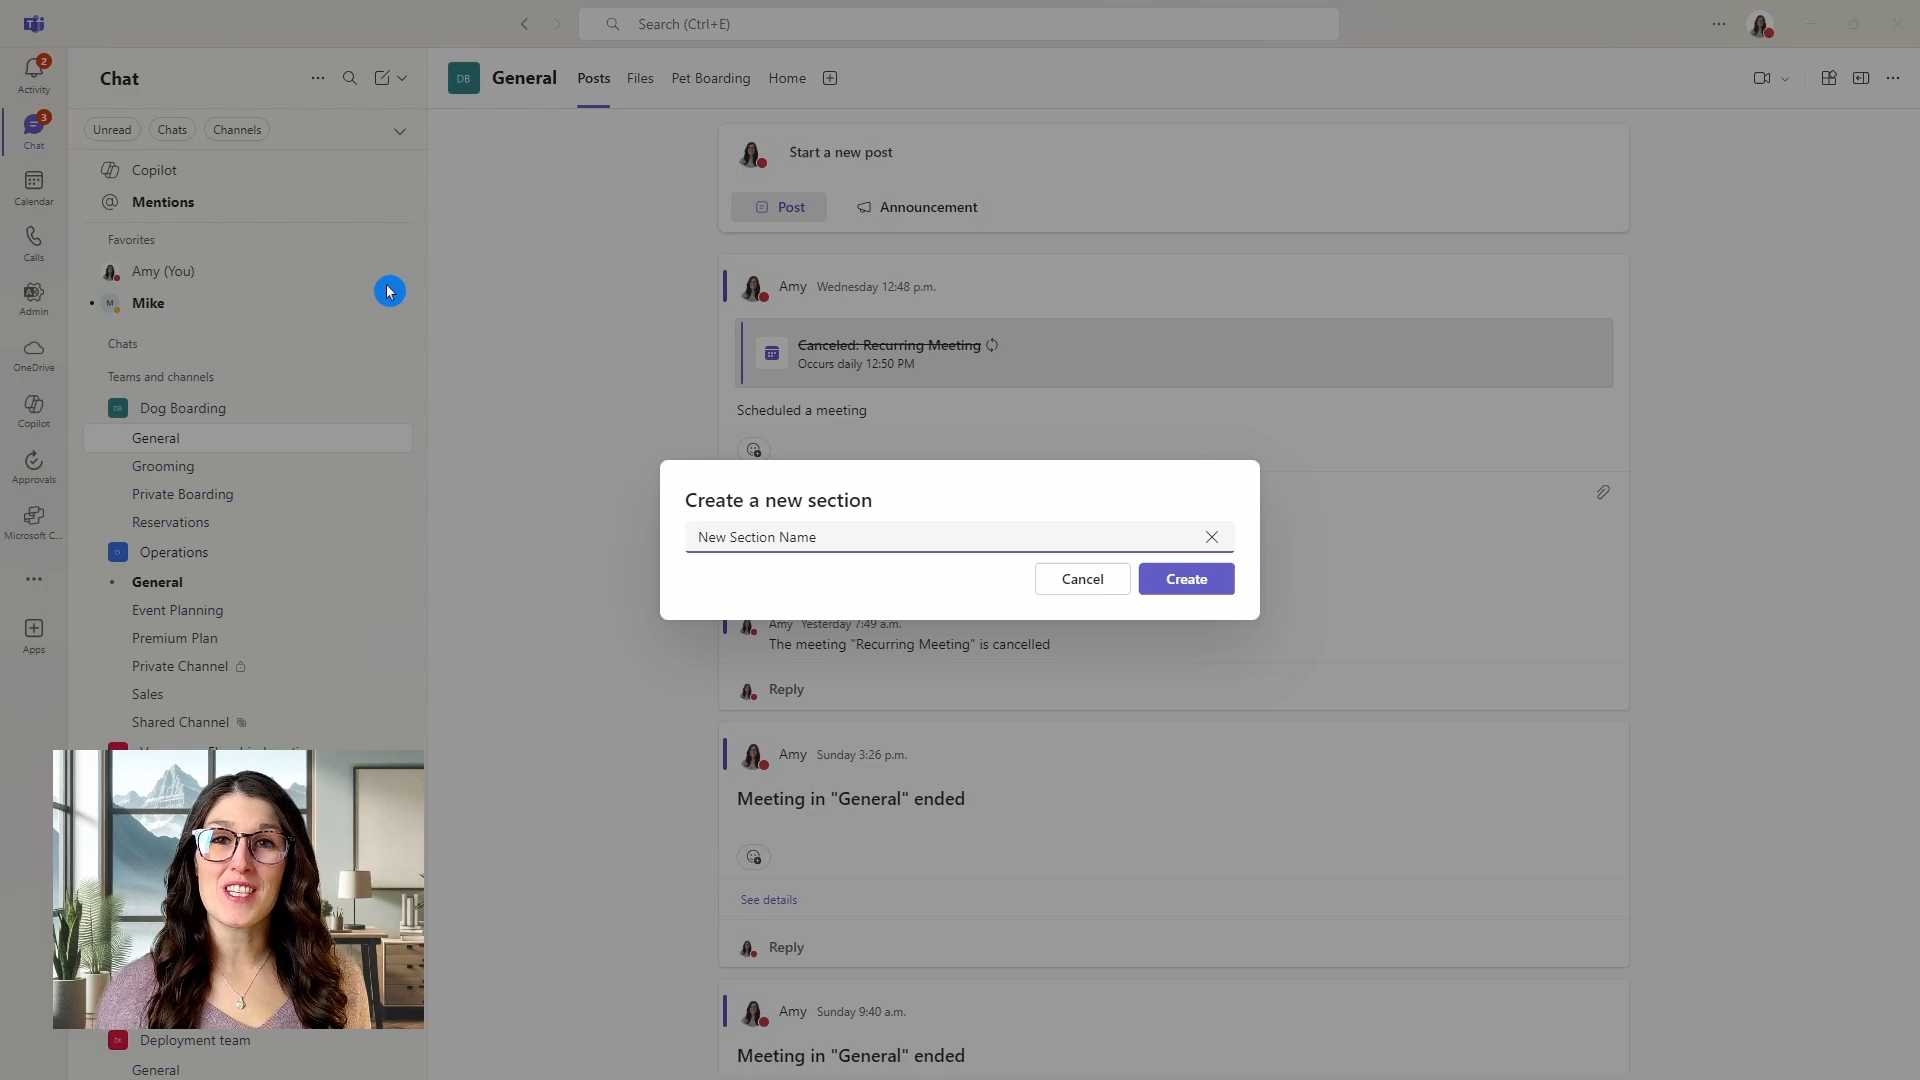 Search (Ctrl+E)
2
Activity
3
Chat
Calendar
Calls
Admin
OneDrive
Copilot
Approvals
Microsoft C...
Apps
Chat
Unread
Chats
Channels
Copilot
Mentions
Favorites
Amy (You)
M
Mike
Chats
Teams and channels
DB
Dog Boarding
General
Grooming
Private Boarding
Reservations
O
Operations
General
Event Planning
Premium Plan
Private Channel
Sales
Shared Channel
Deployment team
General
DB
General
Posts
Files
Pet Boarding
Home
Start a new post
Post
Announcement
Amy
Wednesday 12:48 p.m.
Canceled: Recurring Meeting
Occurs daily 12:50 PM
Scheduled a meeting
Create a new section
New Section Name
Cancel
Create
Amy
Yesterday 7:49 a.m.
The meeting "Recurring Meeting" is cancelled
Reply
Amy
Sunday 3:26 p.m.
Meeting in "General" ended
See details
Reply
Amy
Sunday 9:40 a.m.
Meeting in "General" ended